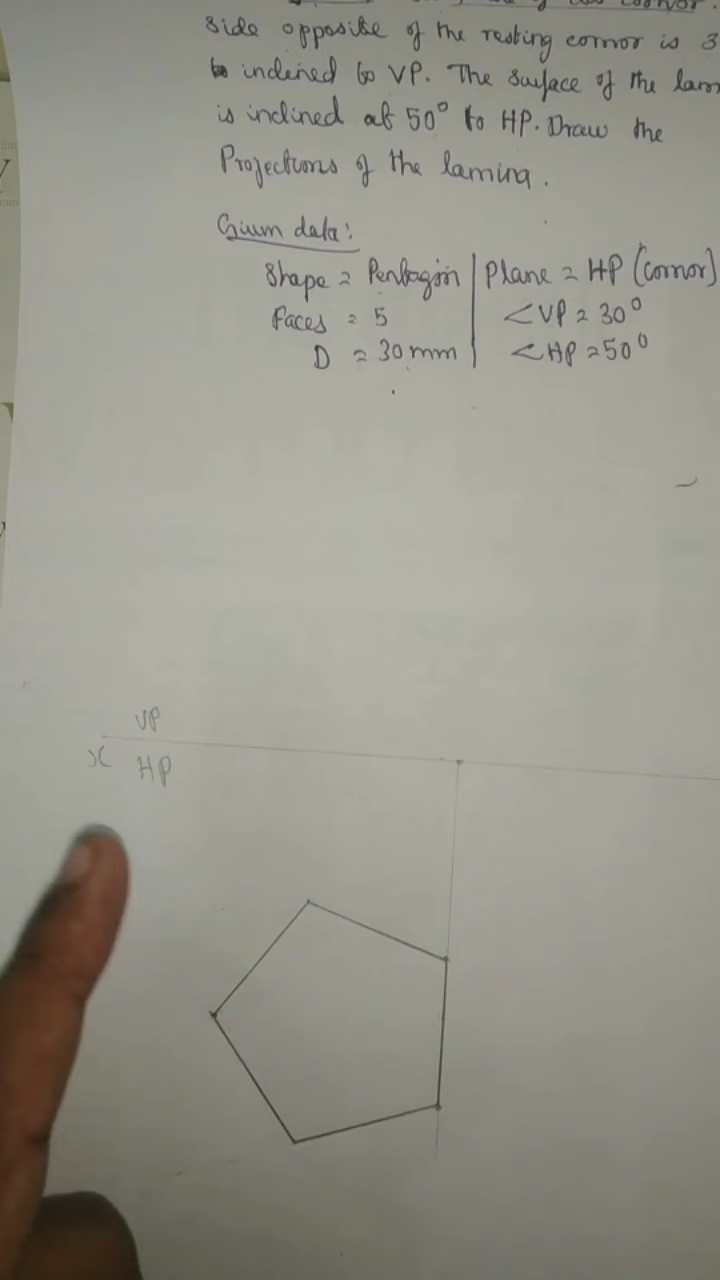 side opposite of the resting cornor is 3
inclined to VP. The surface of the lam
is inclined at 50° to HP. Draw the
Projections of the lamina.
Given data:
Shape = Pentagon | Plane = HP (cornor)
Faces = 5 | <VP = 30°
D = 30 mm | <HP = 50°
VP
X HP